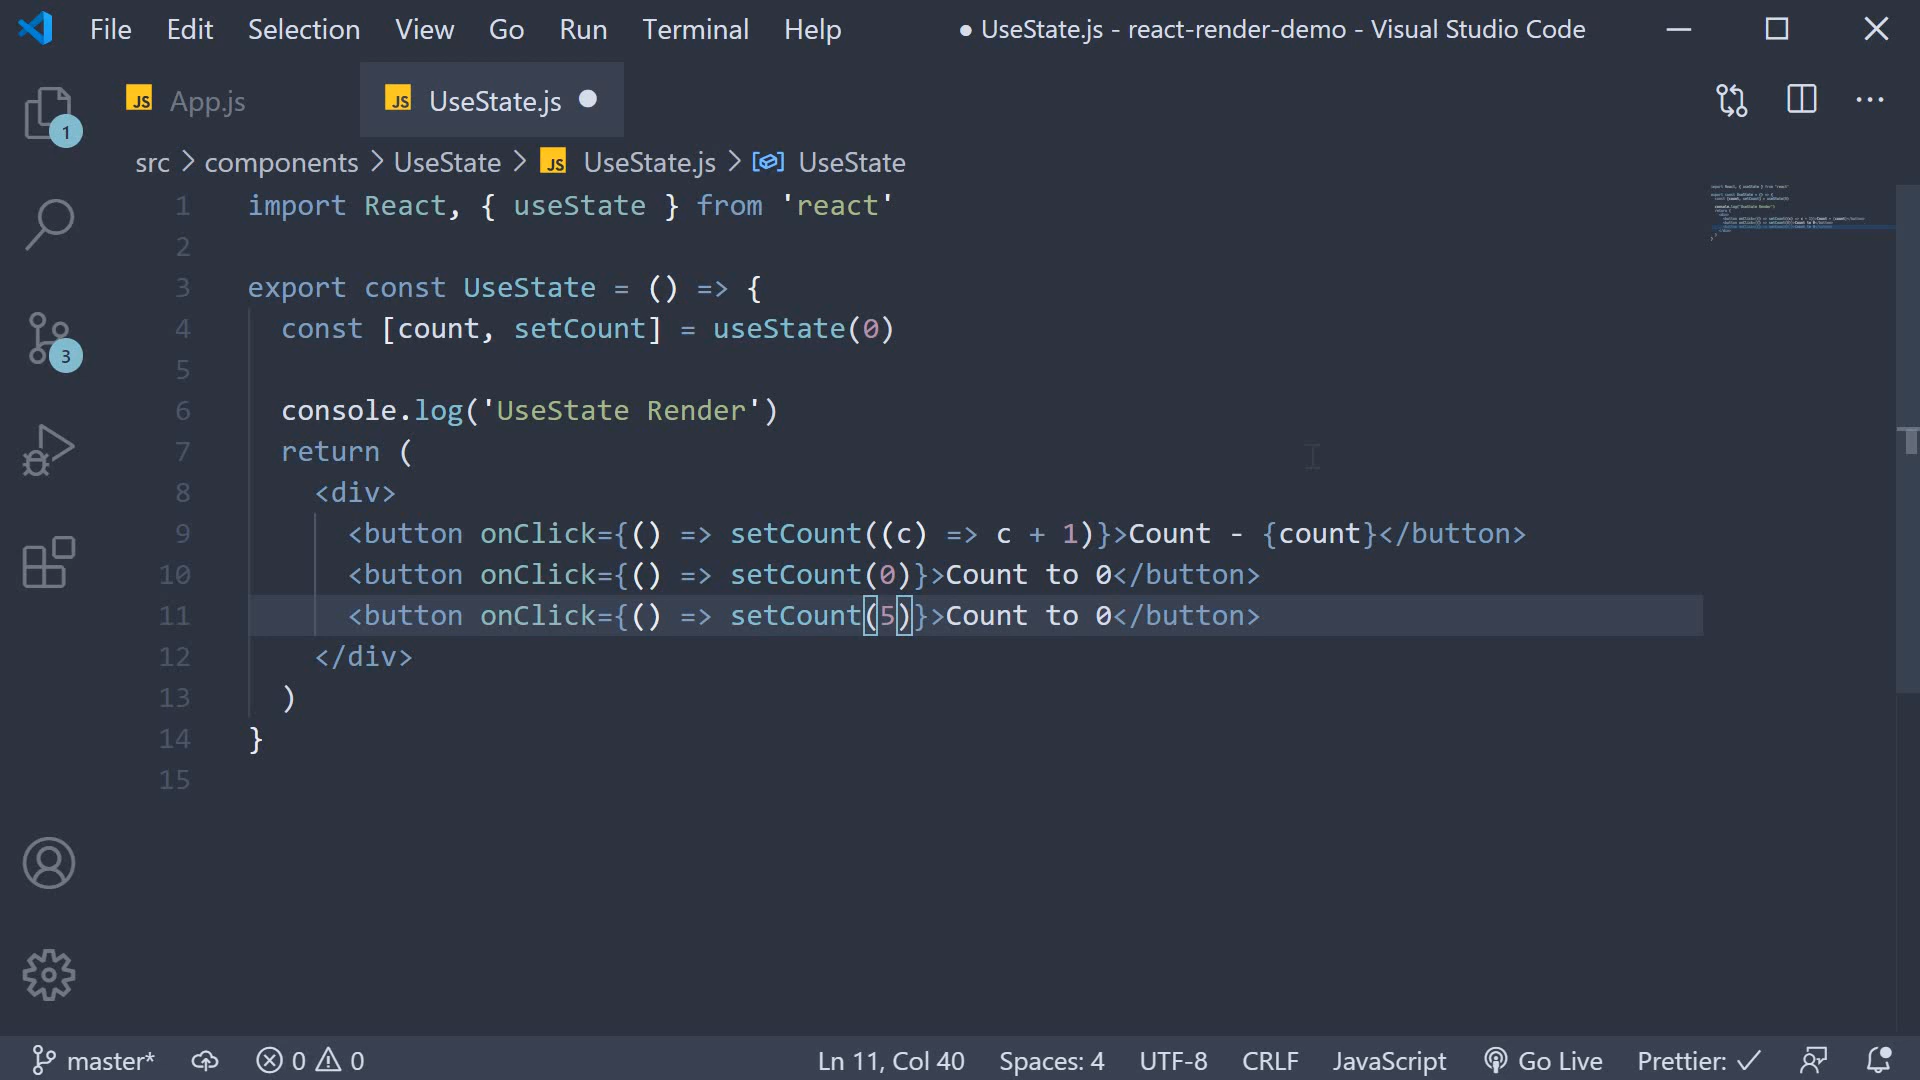 File Edit Selection View Go Run Terminal Help ● UseState.js - react-render-demo - Visual Studio Code
JS App.js JS UseState.js
src > components > UseState > JS UseState.js > UseState
1 import React, { useState } from 'react'
2
3 export const UseState = () => {
4 const [count, setCount] = useState(0)
5
6 console.log('UseState Render')
7 return (
8 <div>
9 <button onClick={() => setCount((c) => c + 1)}>Count - {count}</button>
10 <button onClick={() => setCount(0)}>Count to 0</button>
11 <button onClick={() => setCount(5)}>Count to 0</button>
12 </div>
13 )
14 }
15
1
3
master* 0 0 Ln 11, Col 40 Spaces: 4 UTF-8 CRLF JavaScript Go Live Prettier: ✓